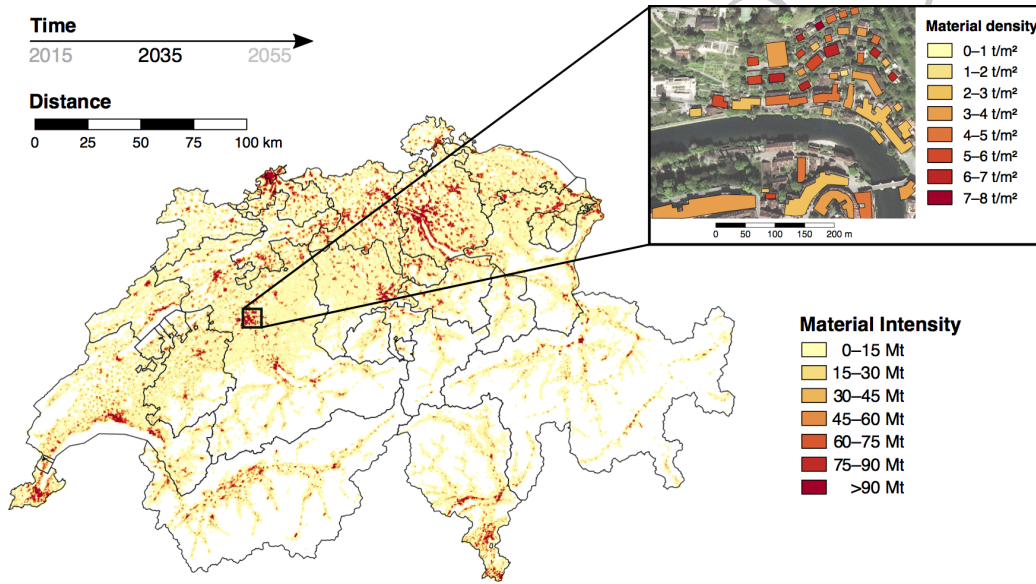 Time
2015 2035 2055
Distance
0 25 50 75 100 km
Material density
0–1 t/m²
1–2 t/m²
2–3 t/m²
3–4 t/m²
4–5 t/m²
5–6 t/m²
6–7 t/m²
7–8 t/m²
0 50 100 150 200 m
Material Intensity
0–15 Mt
15–30 Mt
30–45 Mt
45–60 Mt
60–75 Mt
75–90 Mt
>90 Mt